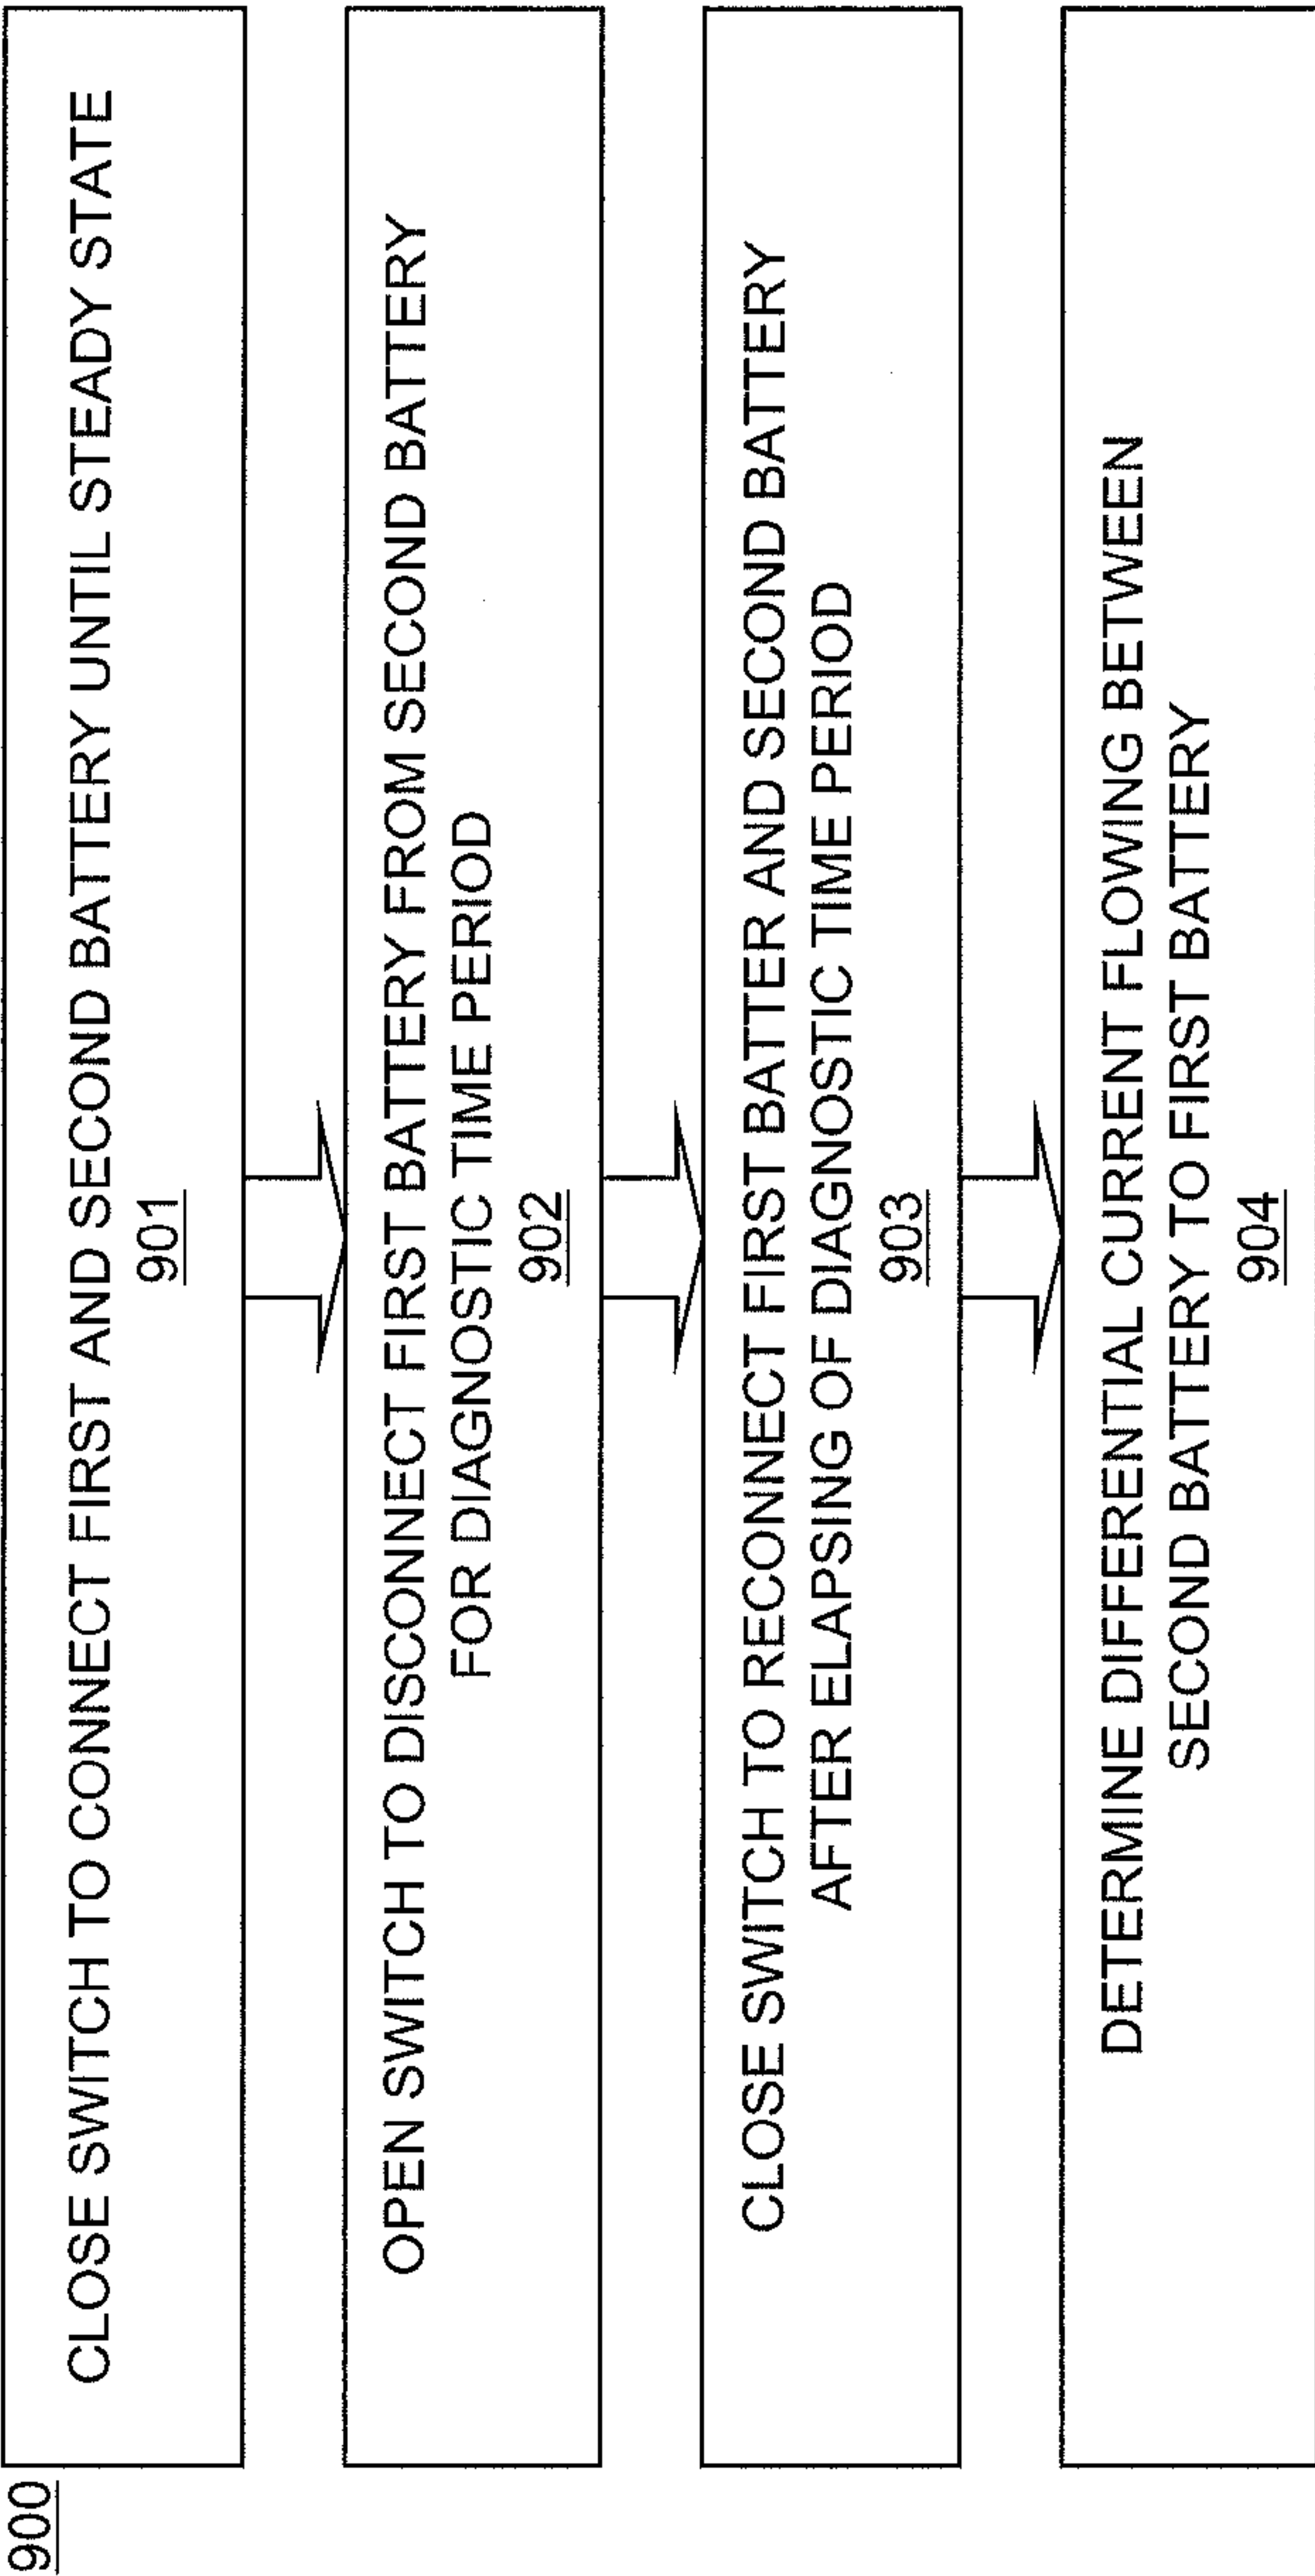 900
CLOSE SWITCH TO CONNECT FIRST AND SECOND BATTERY UNTIL STEADY STATE
901
OPEN SWITCH TO DISCONNECT FIRST BATTERY FROM SECOND BATTERY
FOR DIAGNOSTIC TIME PERIOD
902
CLOSE SWITCH TO RECONNECT FIRST BATTER AND SECOND BATTERY
AFTER ELAPSING OF DIAGNOSTIC TIME PERIOD
903
DETERMINE DIFFERENTIAL CURRENT FLOWING BETWEEN
SECOND BATTERY TO FIRST BATTERY
904